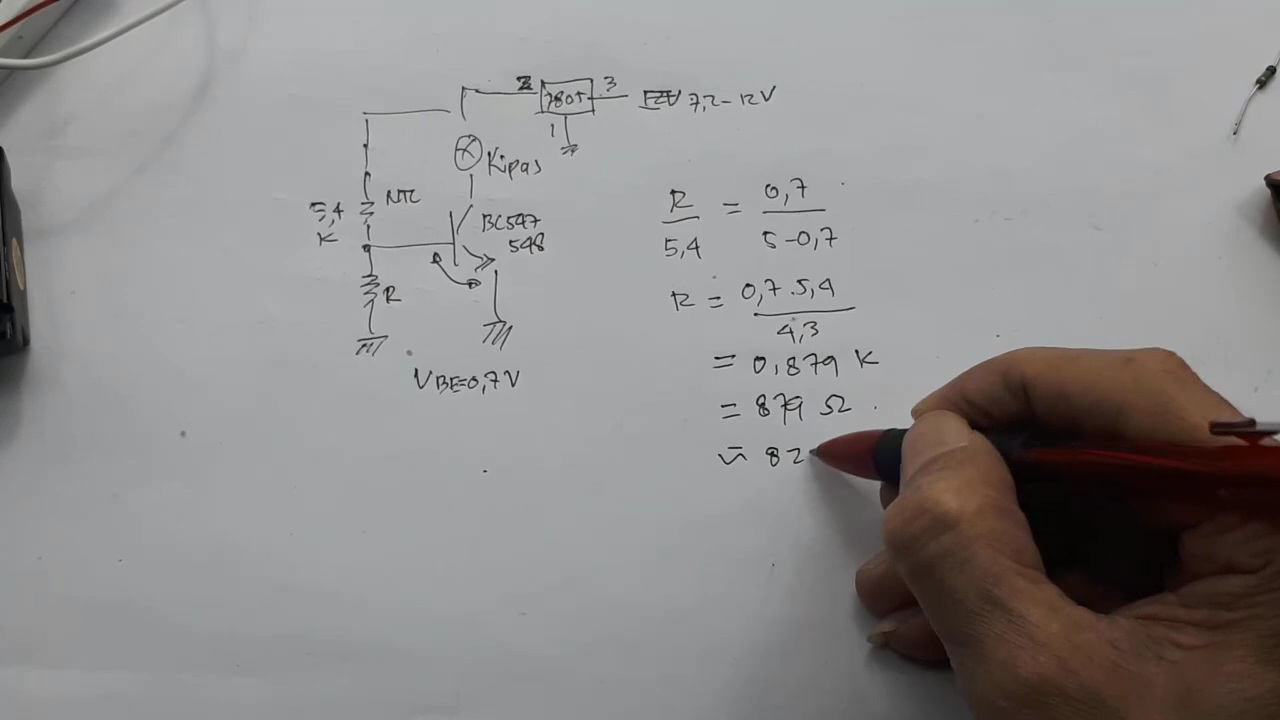 2 7805 3 12V 7,2-12V
1
Kipas
NTC
5,4
K
BC547
548
R
VBE=0,7V
R = 0,7
5,4 5-0,7
R = 0,7.5,4
4,3
= 0,879 K
= 879 Ω
≈ 82